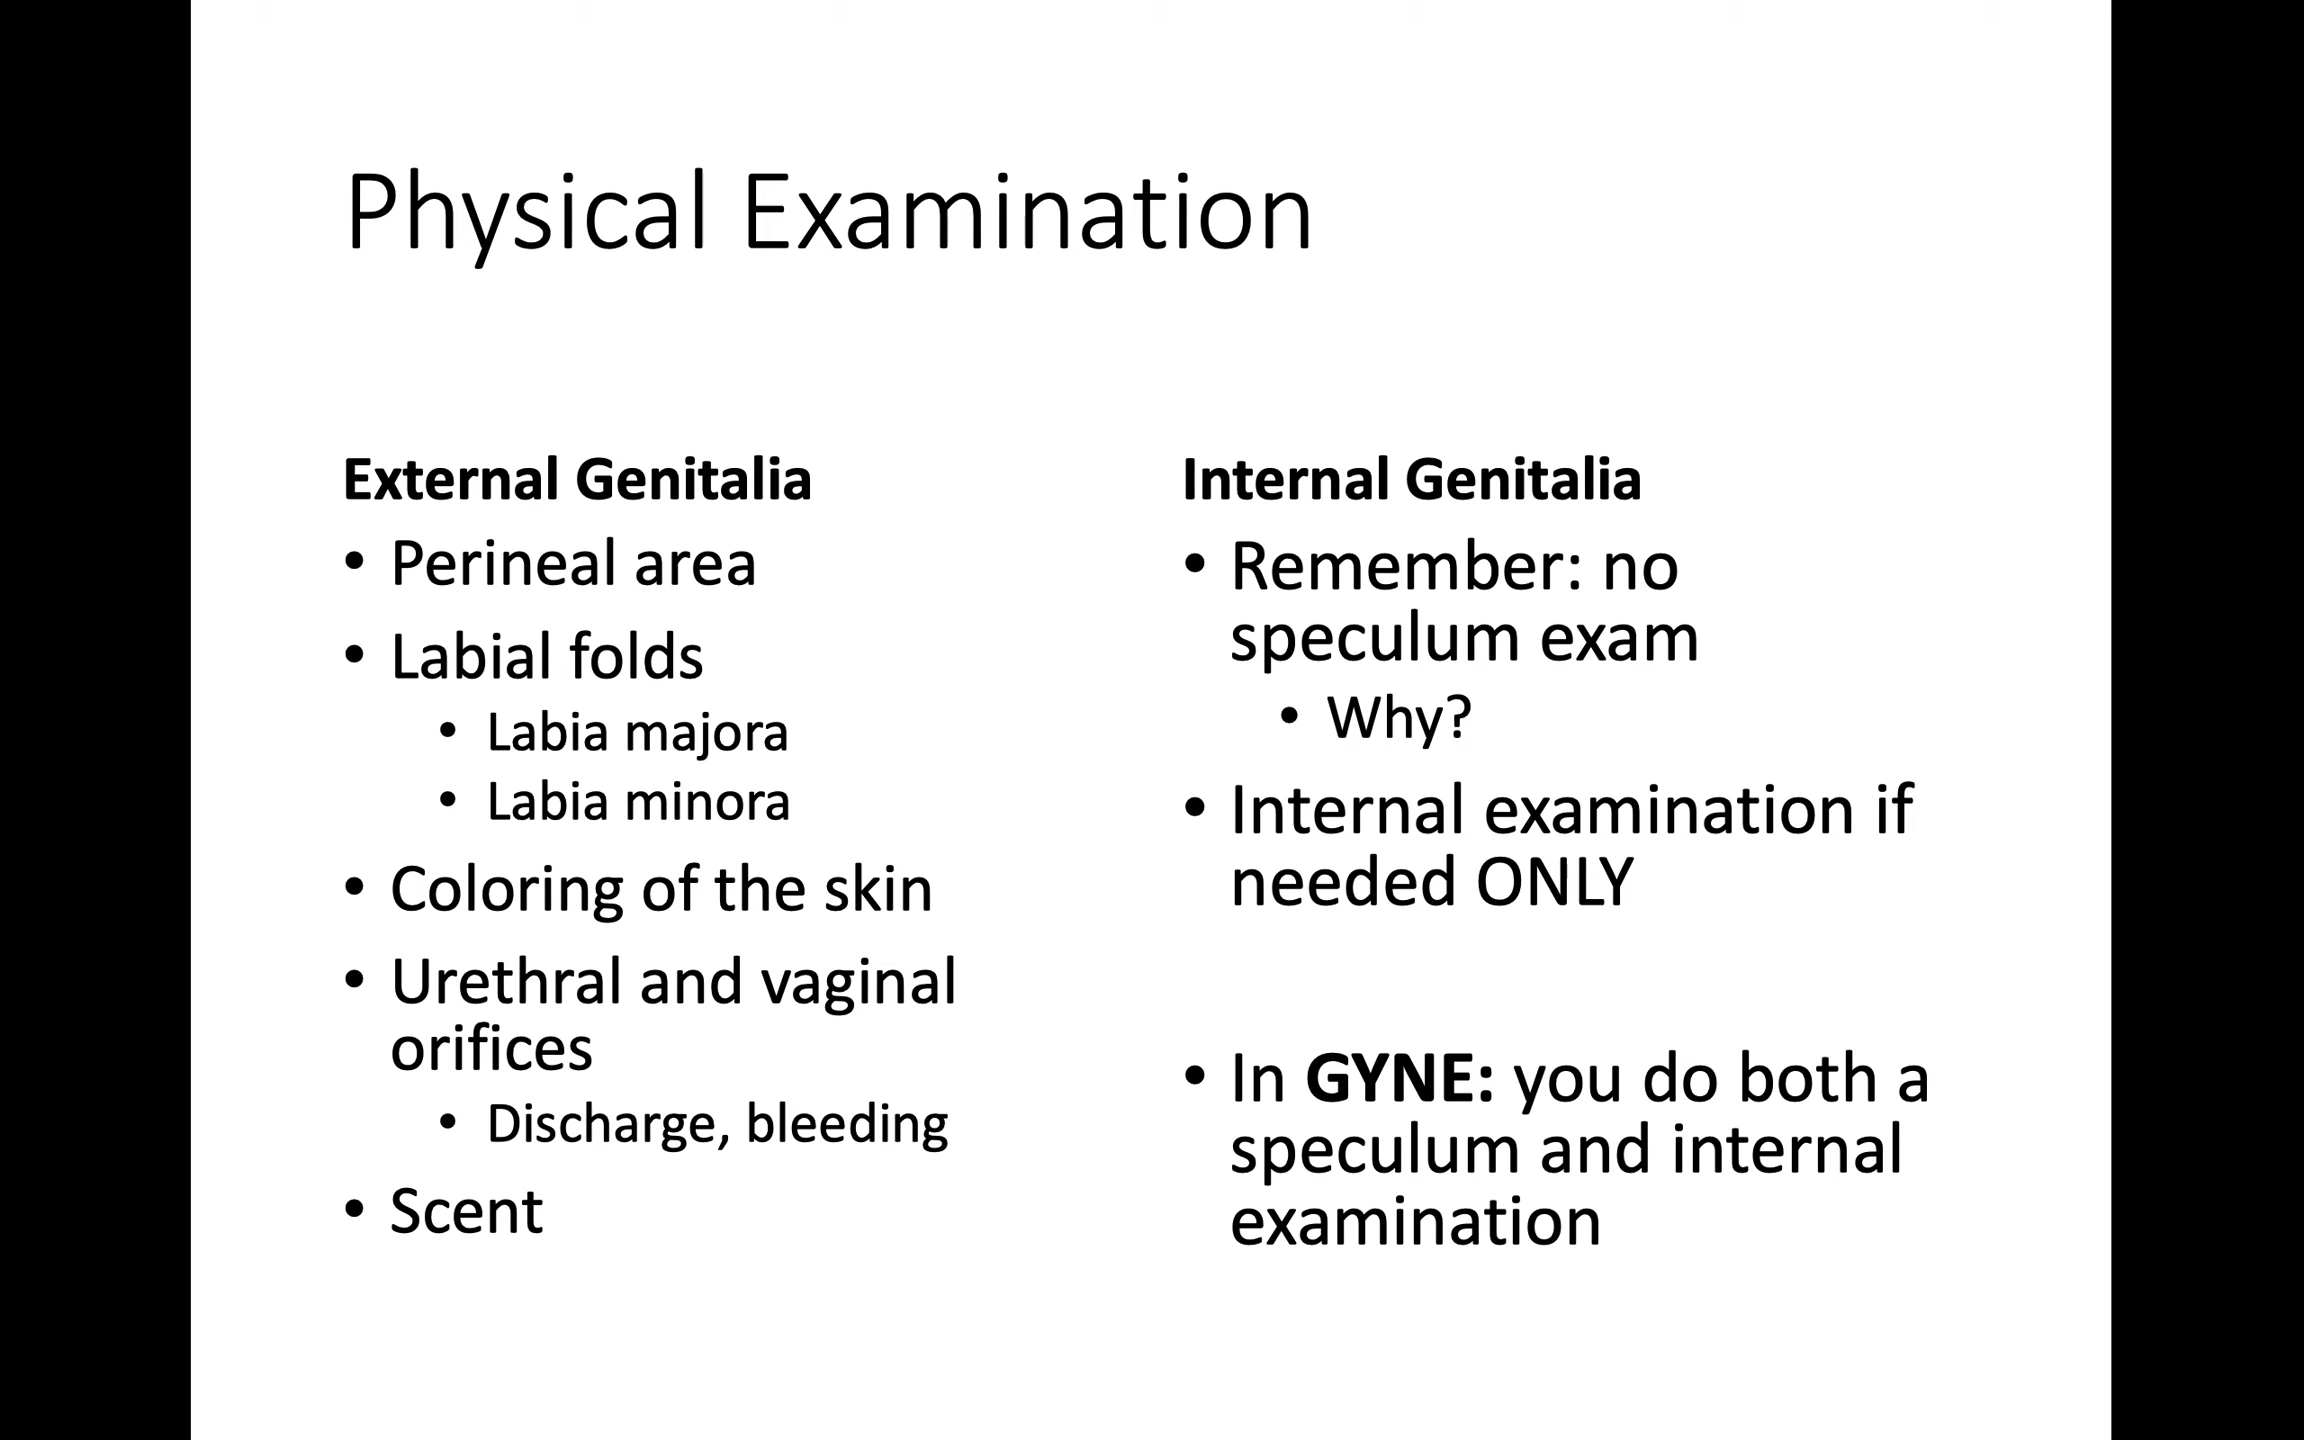 Physical Examination
External Genitalia
• Perineal area
• Labial folds
• Labia majora
• Labia minora
• Coloring of the skin
• Urethral and vaginal
orifices
• Discharge, bleeding
• Scent
Internal Genitalia
• Remember: no
speculum exam
• Why?
• Internal examination if
needed ONLY
• In GYNE: you do both a
speculum and internal
examination